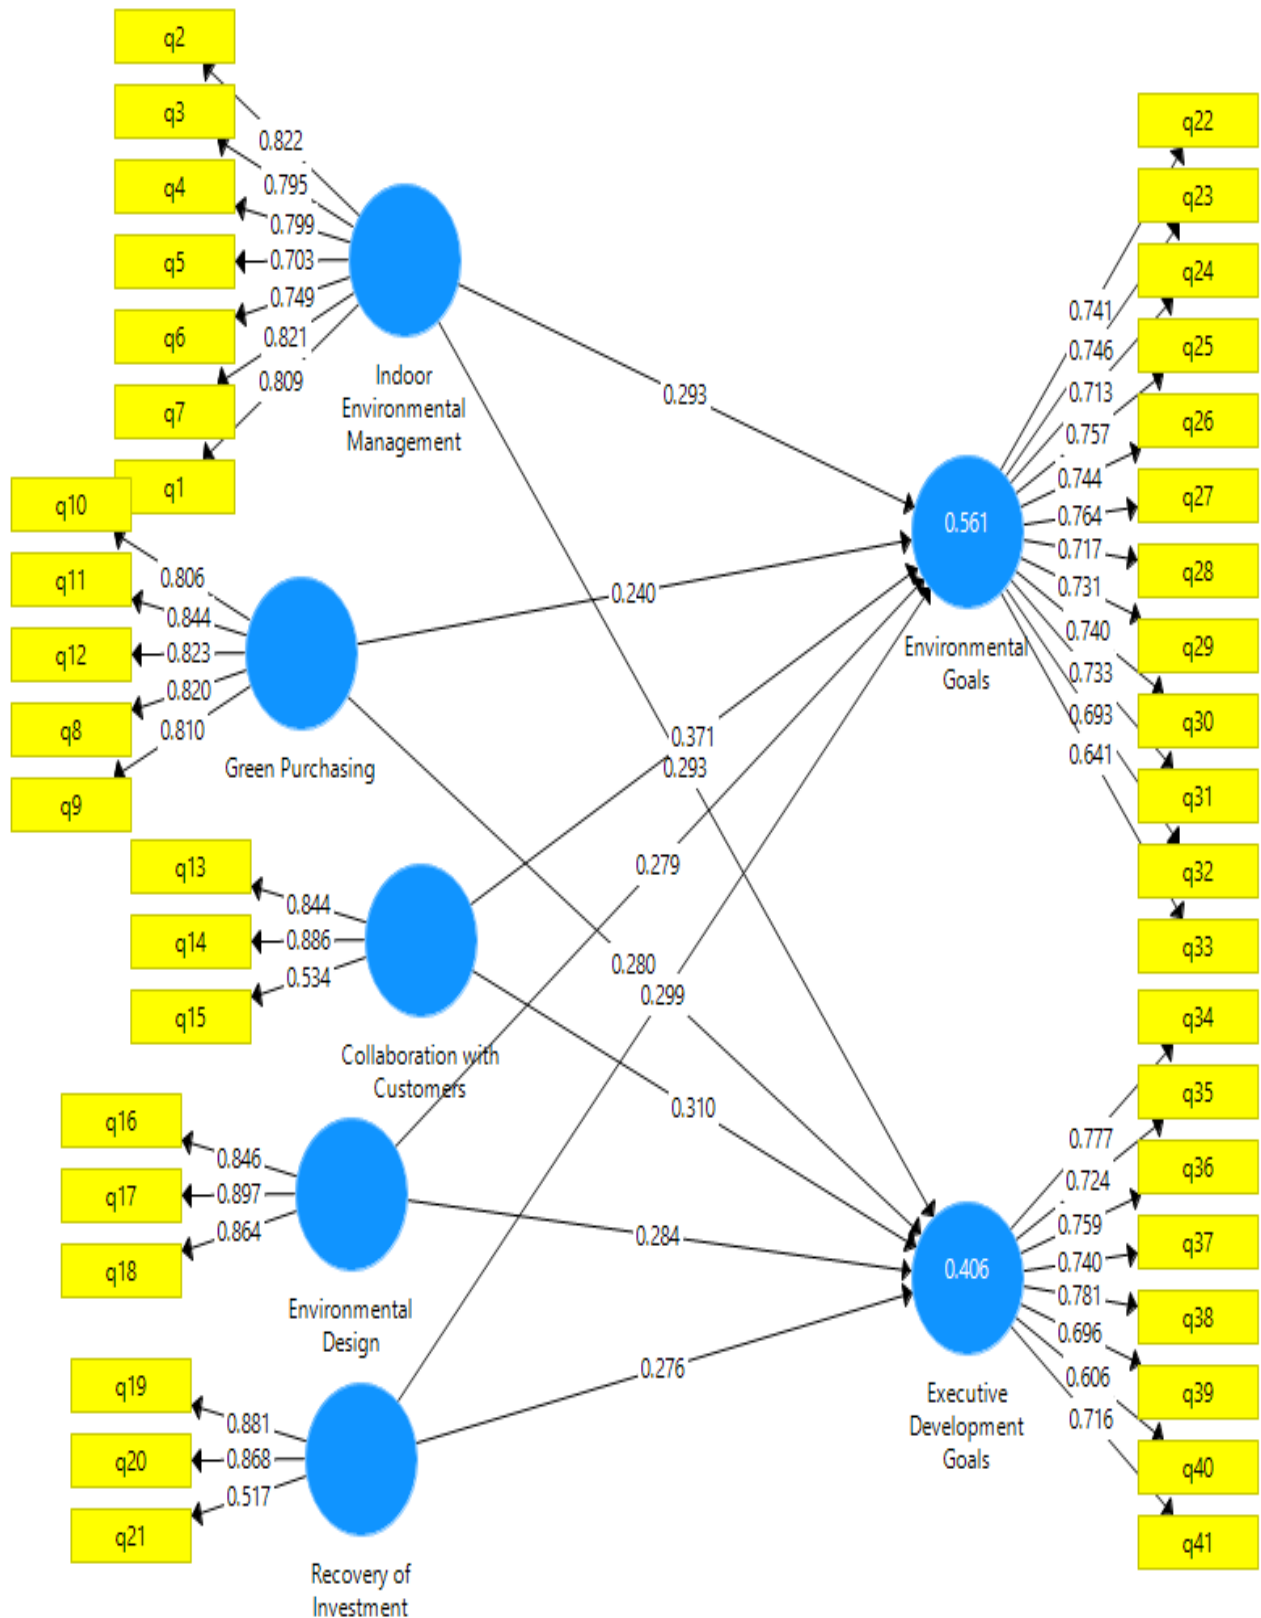 q2
q3
q4
q5
q6
q7
q1
0.822
0.795
0.799
0.703
0.749
0.821
0.809
Indoor
Environmental
Management
q10
q11
q12
q8
q9
0.806
0.844
0.823
0.820
0.810
Green Purchasing
q13
q14
q15
0.844
0.886
0.534
Collaboration with
Customers
q16
q17
q18
0.846
0.897
0.864
Environmental
Design
q19
q20
q21
0.881
0.868
0.517
Recovery of
Investment
0.293
0.240
0.371
0.293
0.279
0.280
0.299
0.310
0.284
0.276
0.561
Environmental
Goals
0.741
0.746
0.713
0.757
0.744
0.764
0.717
0.731
0.740
0.733
0.693
0.641
q22
q23
q24
q25
q26
q27
q28
q29
q30
q31
q32
q33
0.406
Executive
Development
Goals
0.777
0.724
0.759
0.740
0.781
0.696
0.606
0.716
q34
q35
q36
q37
q38
q39
q40
q41